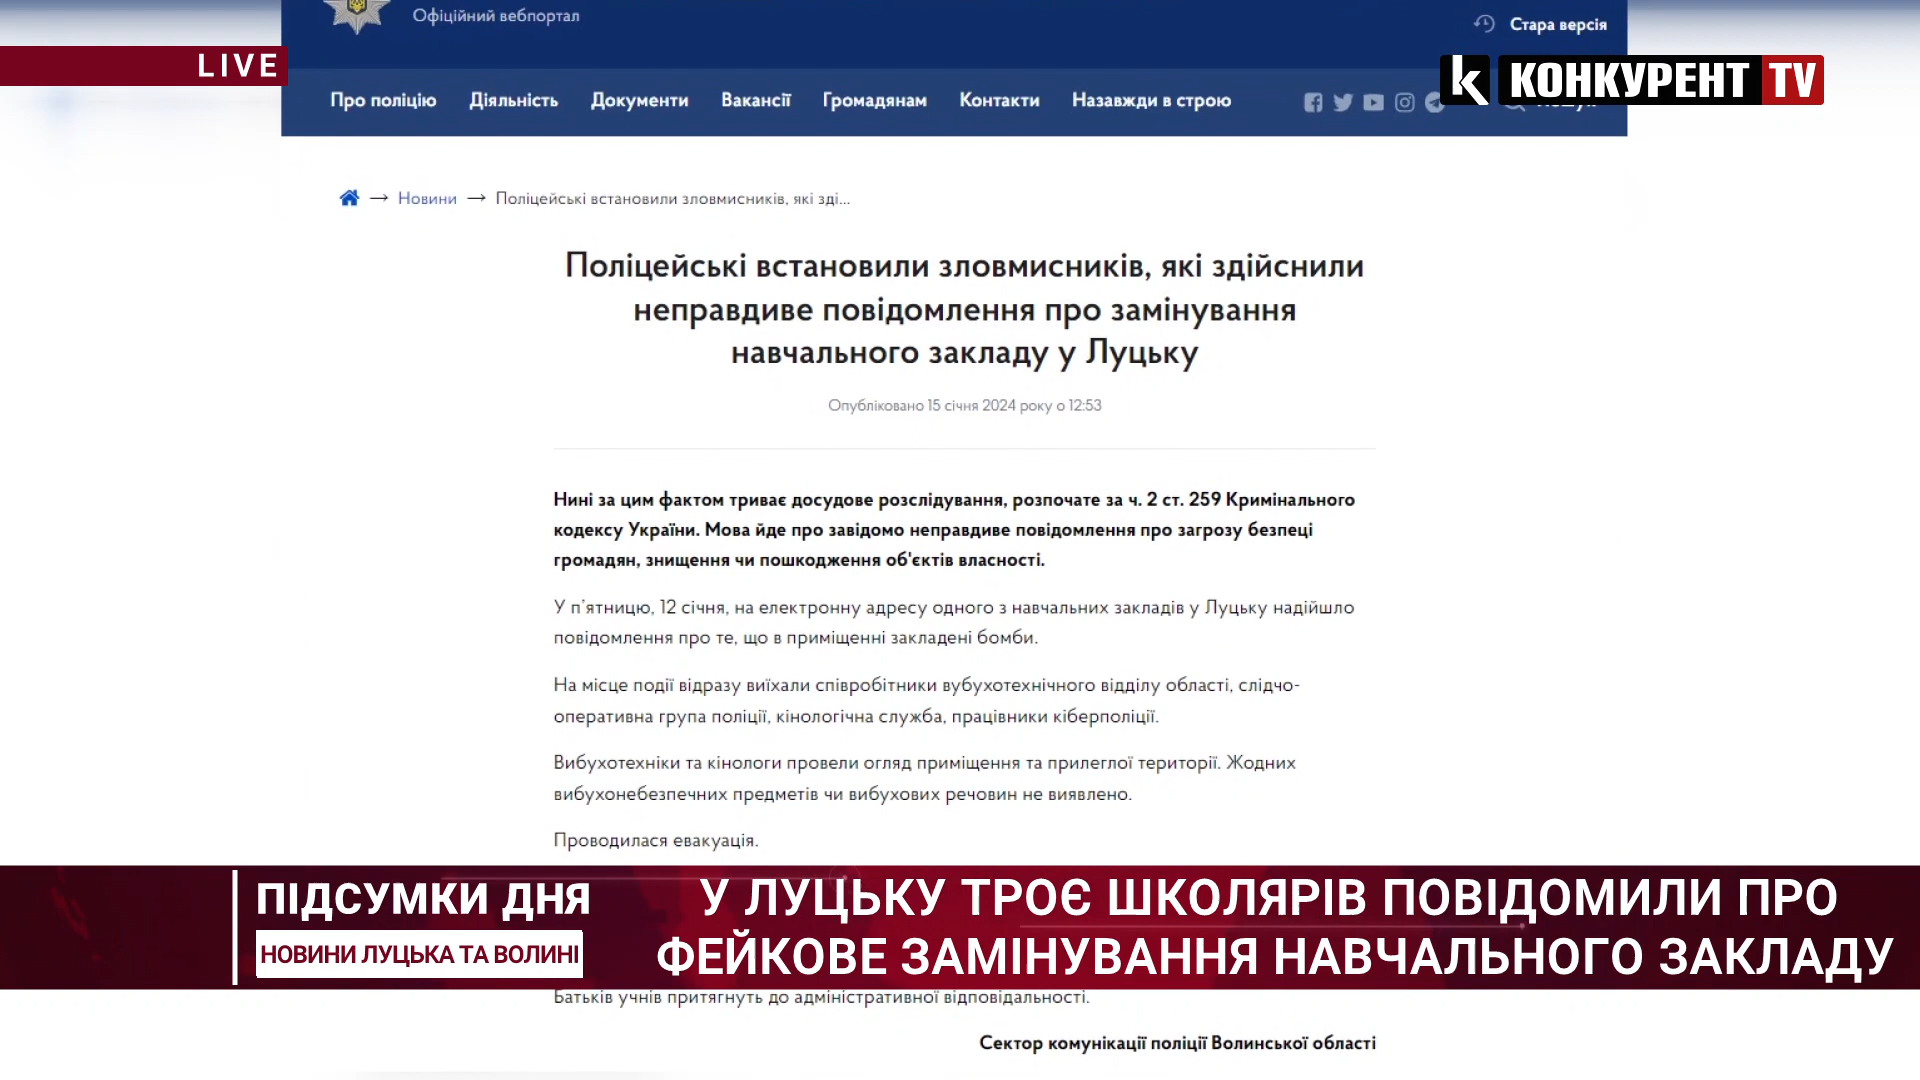 Офіційний вебпортал
Стара версія
LIVE
k КОНКУРЕНТ TV
Про поліцію Діяльність Документи Вакансії Громадянам Контакти Назавжди в строю
→ Новини → Поліцейські встановили зловмисників, які зді...
Поліцейські встановили зловмисників, які здійснили
неправдиве повідомлення про замінування
навчального закладу у Луцьку
Опубліковано 15 січня 2024 року о 12:53
Нині за цим фактом триває досудове розслідування, розпочате за ч. 2 ст. 259 Кримінального
кодексу України. Мова йде про завідомо неправдиве повідомлення про загрозу безпеці
громадян, знищення чи пошкодження об'єктів власності.
У п’ятницю, 12 січня, на електронну адресу одного з навчальних закладів у Луцьку надійшло
повідомлення про те, що в приміщенні закладені бомби.
На місце події відразу виїхали співробітники вубухотехнічного відділу області, слідчо-
оперативна група поліції, кінологічна служба, працівники кіберполіції.
Вибухотехніки та кінологи провели огляд приміщення та прилеглої території. Жодних
вибухонебезпечних предметів чи вибухових речовин не виявлено.
Проводилася евакуація.
ПІДСУМКИ ДНЯ
НОВИНИ ЛУЦЬКА ТА ВОЛИНІ
У ЛУЦЬКУ ТРОЄ ШКОЛЯРІВ ПОВІДОМИЛИ ПРО
ФЕЙКОВЕ ЗАМІНУВАННЯ НАВЧАЛЬНОГО ЗАКЛАДУ
Батьків учнів притягнуть до адміністративної відповідальності.
Сектор комунікації поліції Волинської області